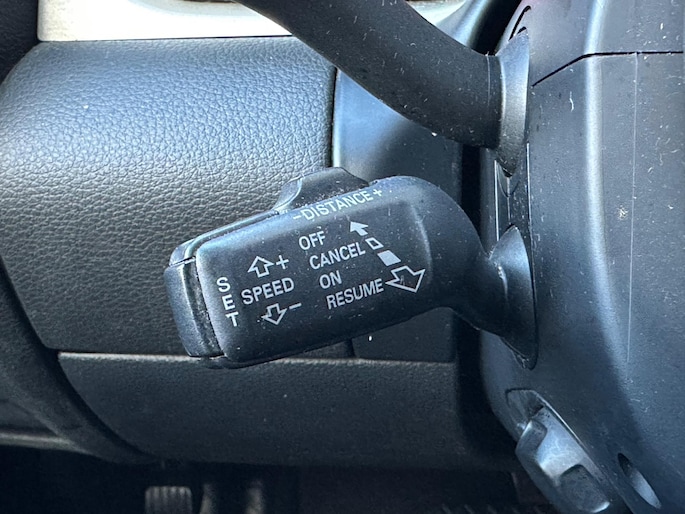 -DISTANCE+
OFF
CANCEL
ON
RESUME
+
SPEED
-
SET